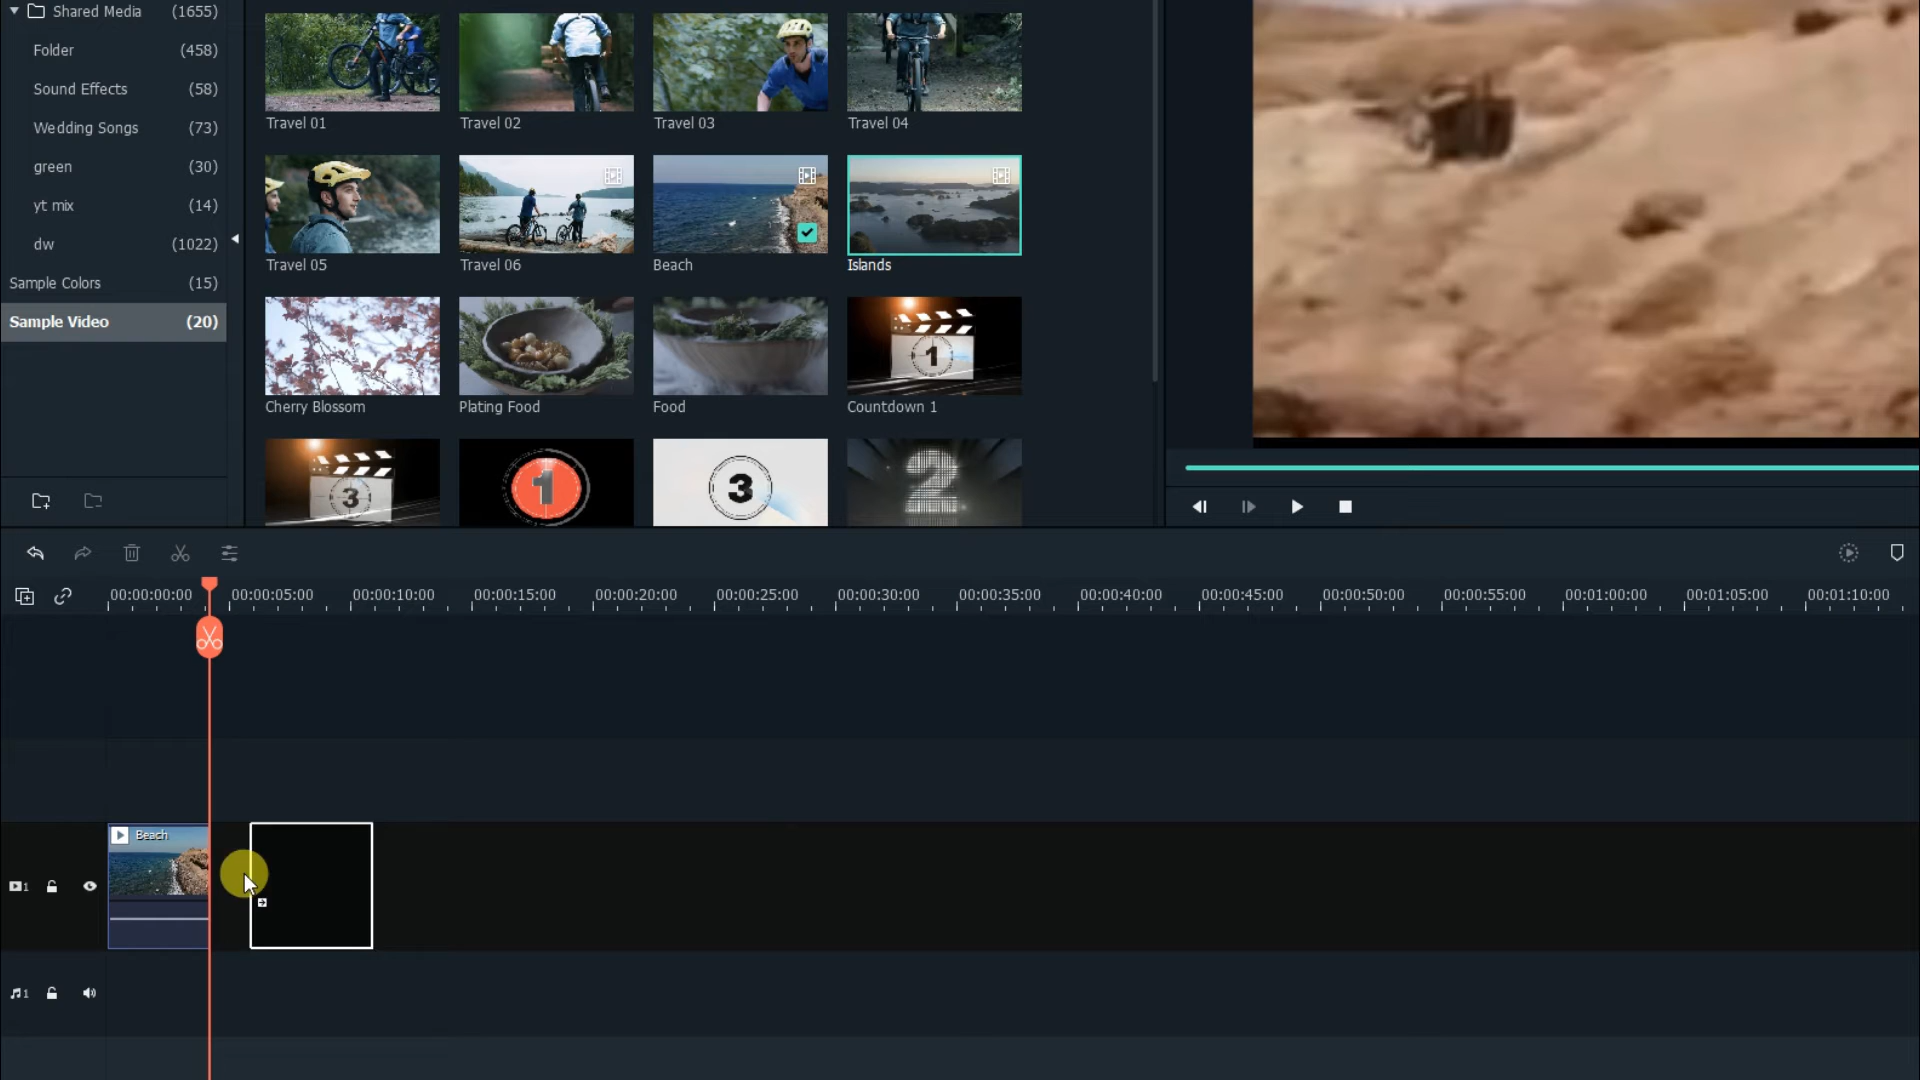 Shared Media (1655)
Folder (458)
Sound Effects (58)
Wedding Songs (73)
green (30)
yt mix (14)
dw (1022)
Sample Colors (15)
Sample Video (20)
Travel 01 Travel 02 Travel 03 Travel 04
Travel 05 Travel 06 Beach Islands
1
Cherry Blossom Plating Food Food Countdown 1
3 1 3 2
00:00:00:00 00:00:05:00 00:00:10:00 00:00:15:00 00:00:20:00 00:00:25:00 00:00:30:00 00:00:35:00 00:00:40:00 00:00:45:00 00:00:50:00 00:00:55:00 00:01:00:00 00:01:05:00 00:01:10:00
Beach
1
1